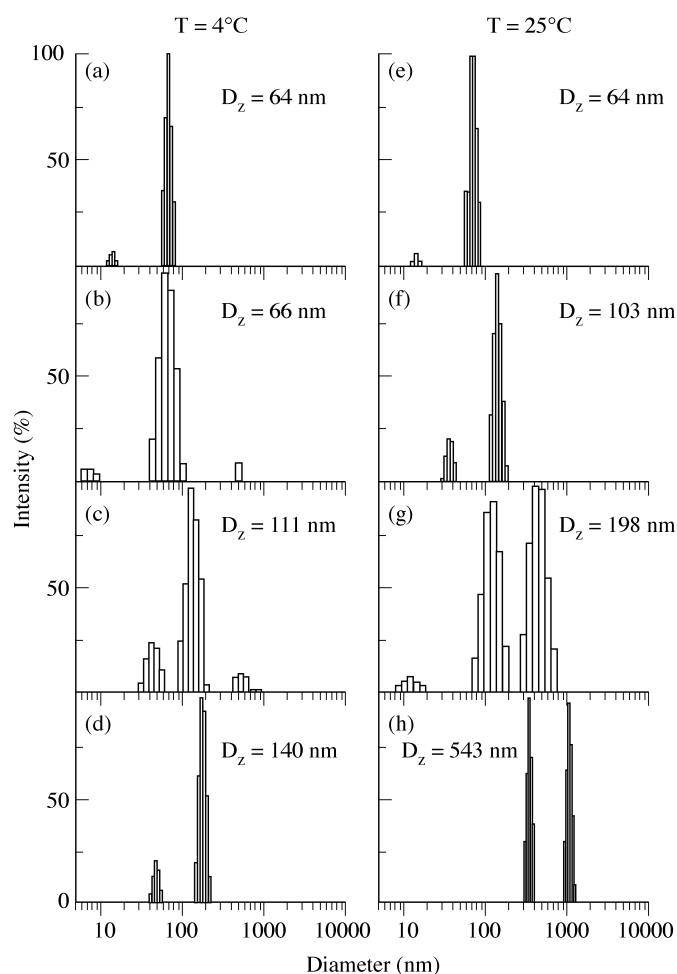 T = 4°C
T = 25°C
100
(a)
D_z = 64 nm
(e)
D_z = 64 nm
50
(b)
D_z = 66 nm
(f)
D_z = 103 nm
50
(c)
D_z = 111 nm
(g)
D_z = 198 nm
50
(d)
D_z = 140 nm
(h)
D_z = 543 nm
50
0
Intensity (%)
10 100 1000 10000
10 100 1000 10000
Diameter (nm)